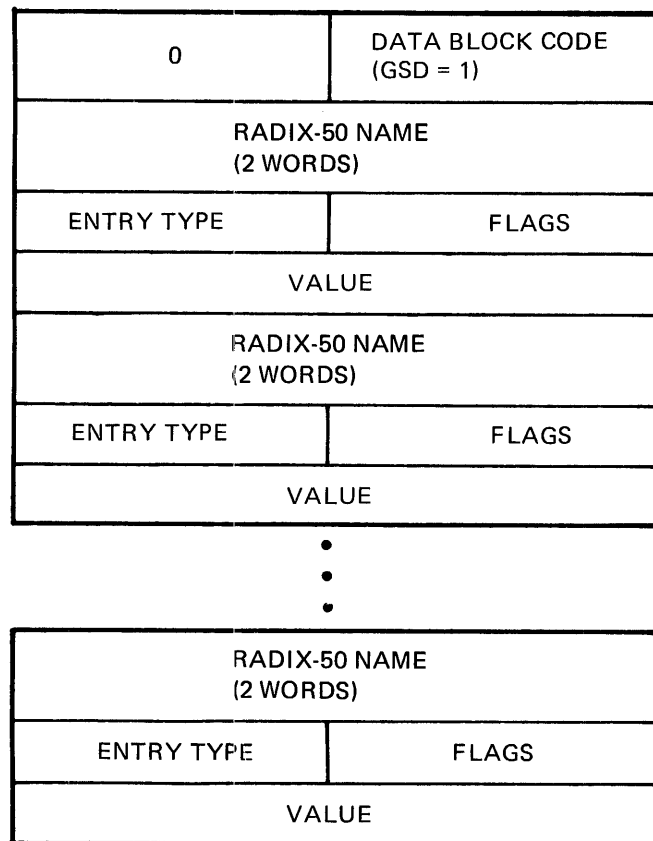 0
DATA BLOCK CODE
(GSD = 1)
RADIX-50 NAME
(2 WORDS)
ENTRY TYPE
FLAGS
VALUE
RADIX-50 NAME
(2 WORDS)
ENTRY TYPE
FLAGS
VALUE
RADIX-50 NAME
(2 WORDS)
ENTRY TYPE
FLAGS
VALUE